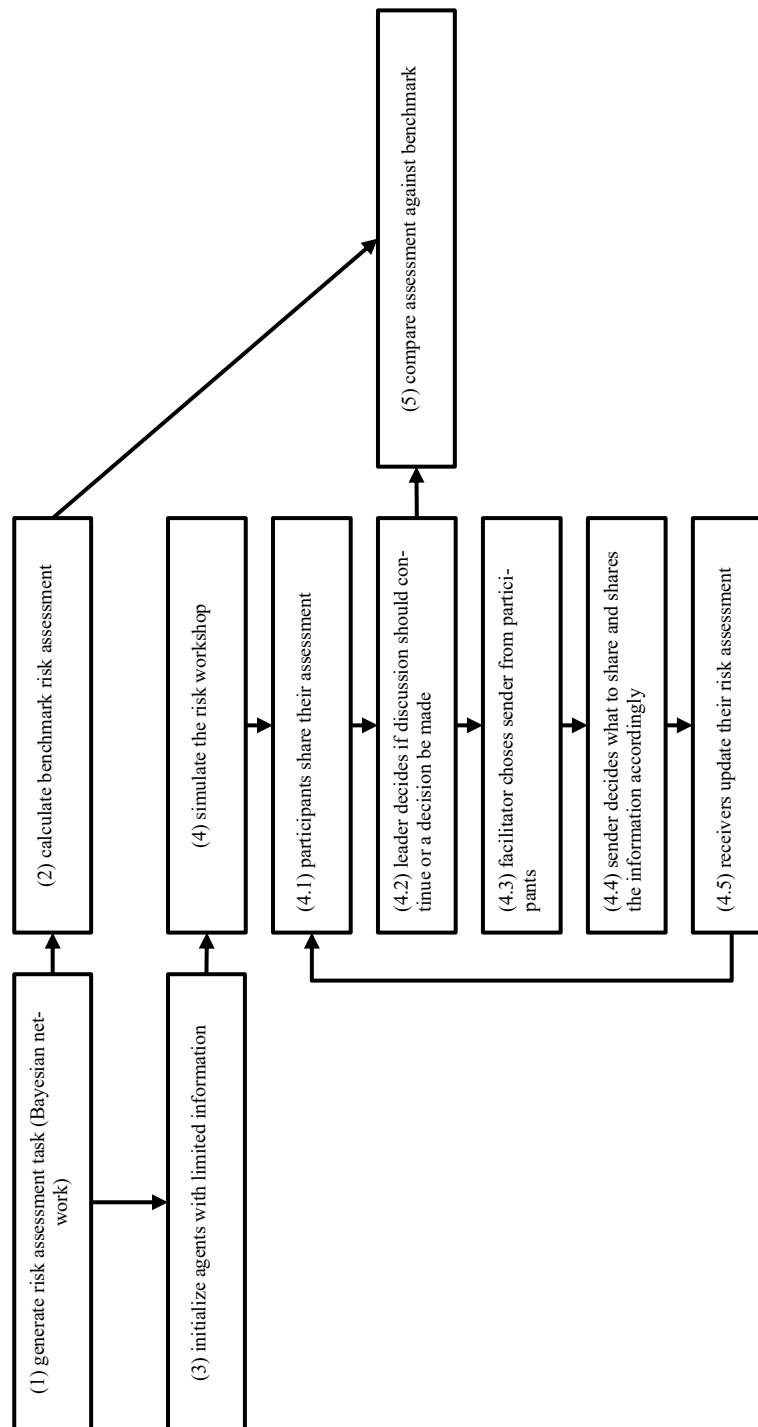 (1) generate risk assessment task (Bayesian net-
work)
(2) calculate benchmark risk assessment
(3) initialize agents with limited information
(4) simulate the risk workshop
(4.1) participants share their assessment
(4.2) leader decides if discussion should con-
tinue or a decision be made
(4.3) facilitator choses sender from partici-
pants
(4.4) sender decides what to share and shares
the information accordingly
(4.5) receivers update their risk assessment
(5) compare assessment against benchmark